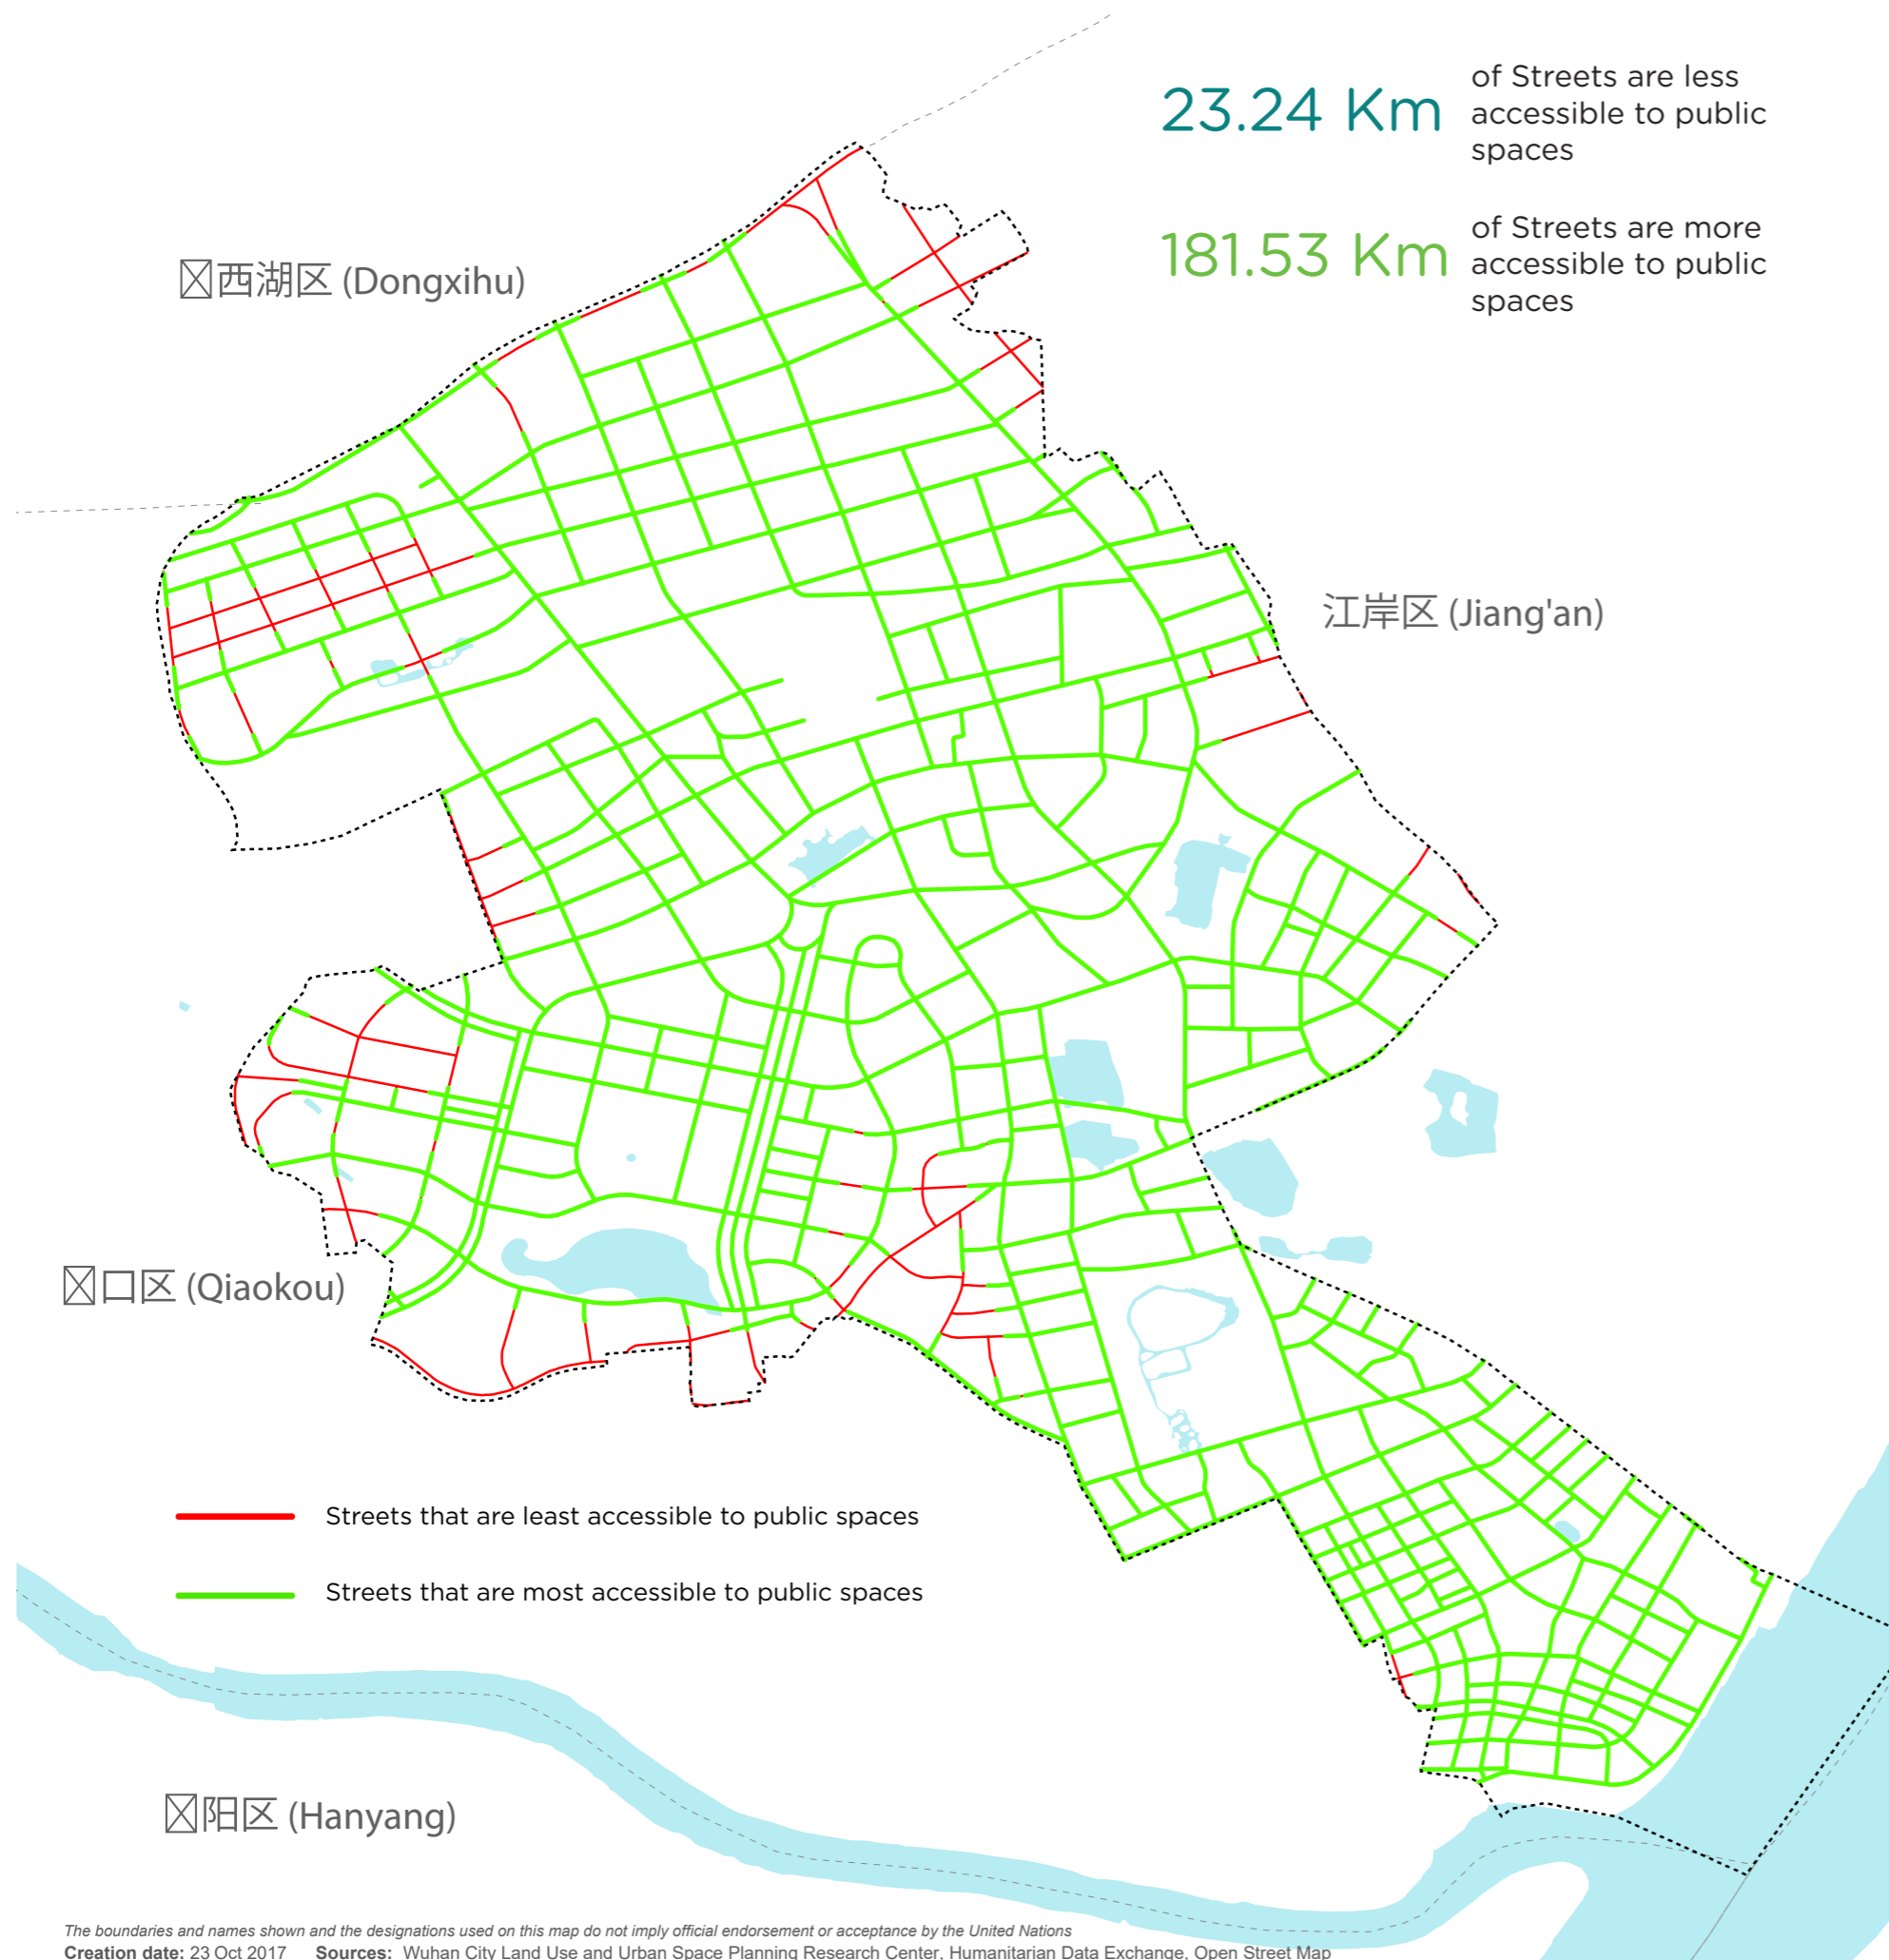 23.24 Km
of Streets are less
accessible to public
spaces
181.53 Km
of Streets are more
accessible to public
spaces
西湖区 (Dongxihu)
江岸区 (Jiang'an)
口区 (Qiaokou)
Streets that are least accessible to public spaces
Streets that are most accessible to public spaces
阳区 (Hanyang)
The boundaries and names shown and the designations used on this map do not imply official endorsement or acceptance by the United Nations
Creation date: 23 Oct 2017 Sources: Wuhan City Land Use and Urban Space Planning Research Center, Humanitarian Data Exchange, Open Street Map